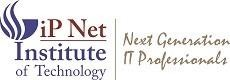 iP Net
Institute
of Technology
Next Generation
IT Professionals